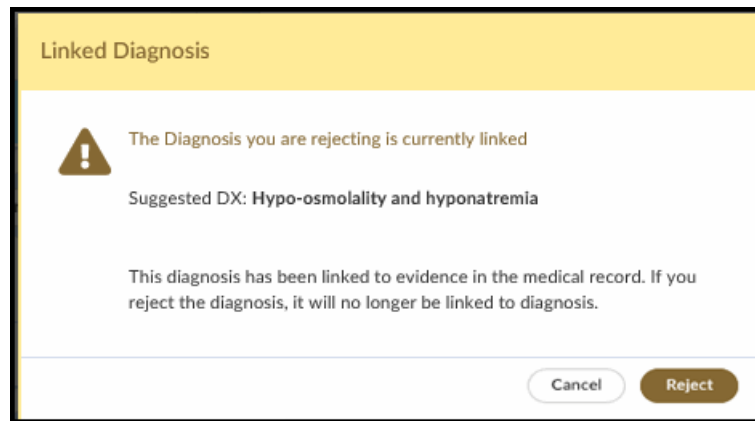 Linked Diagnosis
The Diagnosis you are rejecting is currently linked
Suggested DX: Hypo-osmolality and hyponatremia
This diagnosis has been linked to evidence in the medical record. If you
reject the diagnosis, it will no longer be linked to diagnosis.
Cancel Reject